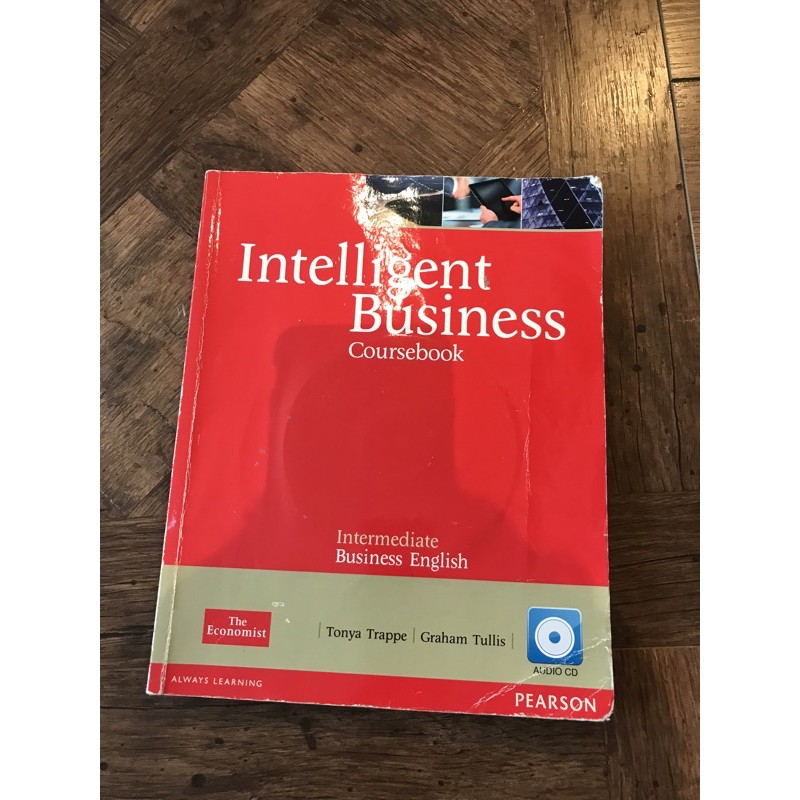 Intelligent
Business
Coursebook
Intermediate
Business English
The
Economist
Tonya Trappe | Graham Tullis
AUDIO CD
ALWAYS LEARNING
PEARSON